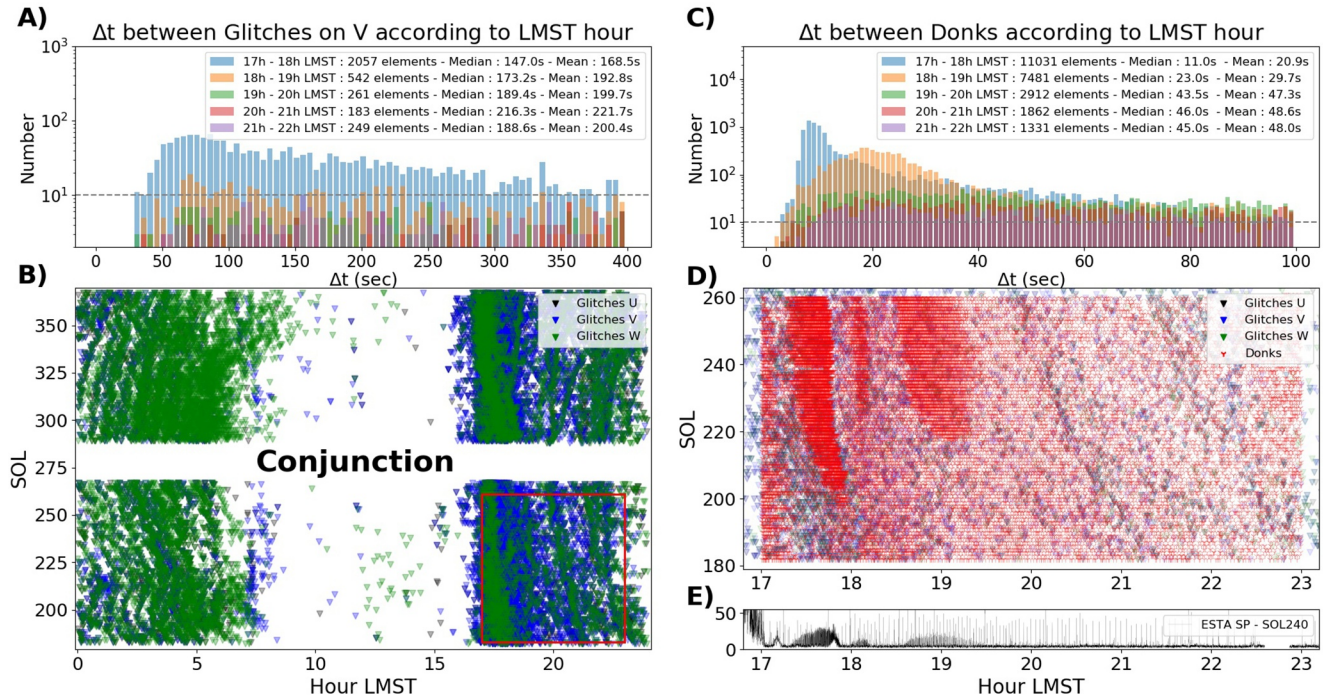 A)
Δt between Glitches on V according to LMST hour
17h - 18h LMST : 2057 elements - Median : 147.0s - Mean : 168.5s
18h - 19h LMST : 542 elements - Median : 173.2s - Mean : 192.8s
19h - 20h LMST : 261 elements - Median : 189.4s - Mean : 199.7s
20h - 21h LMST : 183 elements - Median : 216.3s - Mean : 221.7s
21h - 22h LMST : 249 elements - Median : 188.6s - Mean : 200.4s
10³
10²
10¹
Number
0 50 100 150 200 250 300 350 400
Δt (sec)
C)
Δt between Donks according to LMST hour
17h - 18h LMST : 11031 elements - Median : 11.0s - Mean : 20.9s
18h - 19h LMST : 7481 elements - Median : 23.0s - Mean : 29.7s
19h - 20h LMST : 2912 elements - Median : 43.5s - Mean : 47.3s
20h - 21h LMST : 1862 elements - Median : 46.0s - Mean : 48.6s
21h - 22h LMST : 1331 elements - Median : 45.0s - Mean : 48.0s
10⁴
10³
10²
10¹
Number
0 20 40 60 80 100
Δt (sec)
B)
Glitches U
Glitches V
Glitches W
350
325
300
275
250
225
200
SOL
Conjunction
0 5 10 15 20
Hour LMST
D)
Glitches U
Glitches V
Glitches W
Donks
260
240
220
200
180
SOL
17 18 19 20 21 22 23
E)
ESTA SP - SOL240
50
0
17 18 19 20 21 22 23
Hour LMST